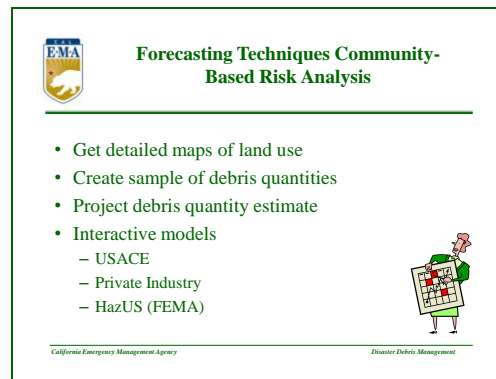 CAL
E·M·A
Forecasting Techniques Community-
Based Risk Analysis
• Get detailed maps of land use
• Create sample of debris quantities
• Project debris quantity estimate
• Interactive models
– USACE
– Private Industry
– HazUS (FEMA)
California Emergency Management Agency
Disaster Debris Management